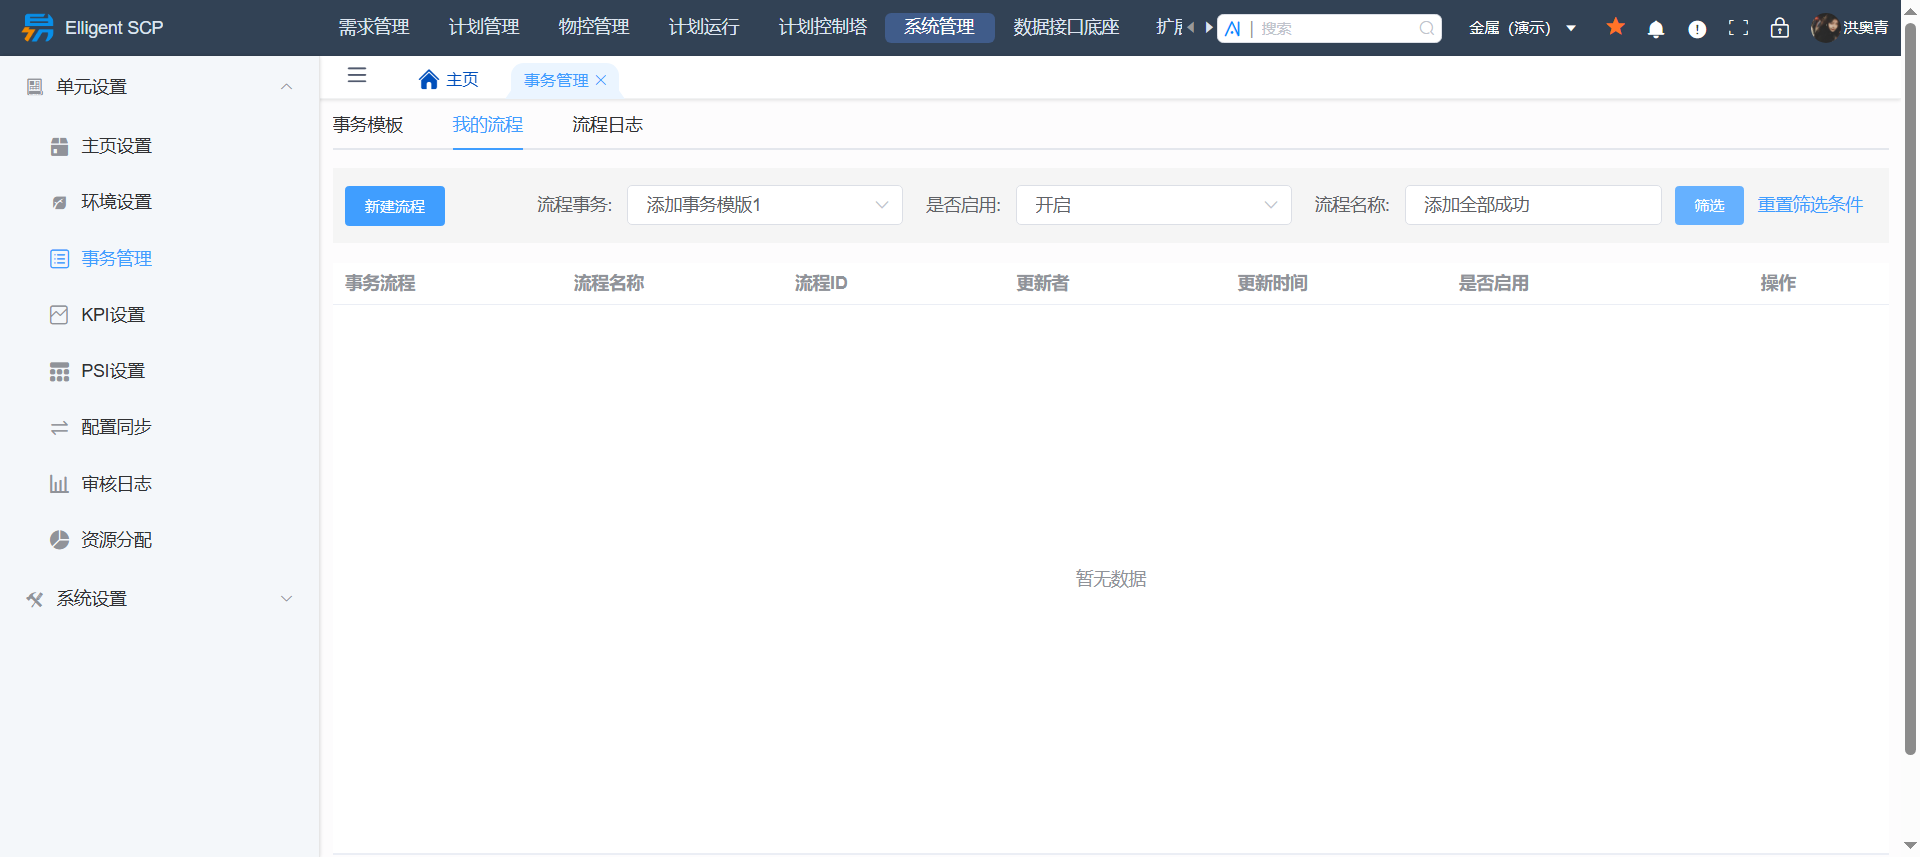 Elligent SCP
需求管理 计划管理 物控管理 计划运行 计划控制塔 系统管理 数据接口底座
AI | 搜索
金属（演示）
洪奥青
单元设置
主页设置
环境设置
事务管理
KPI设置
PSI设置
配置同步
审核日志
资源分配
系统设置
主页 事务管理
事务模板 我的流程 流程日志
新建流程 流程事务: 添加事务模版1 是否启用: 开启 流程名称: 添加全部成功 筛选 重置筛选条件
事务流程 流程名称 流程ID 更新者 更新时间 是否启用 操作
暂无数据